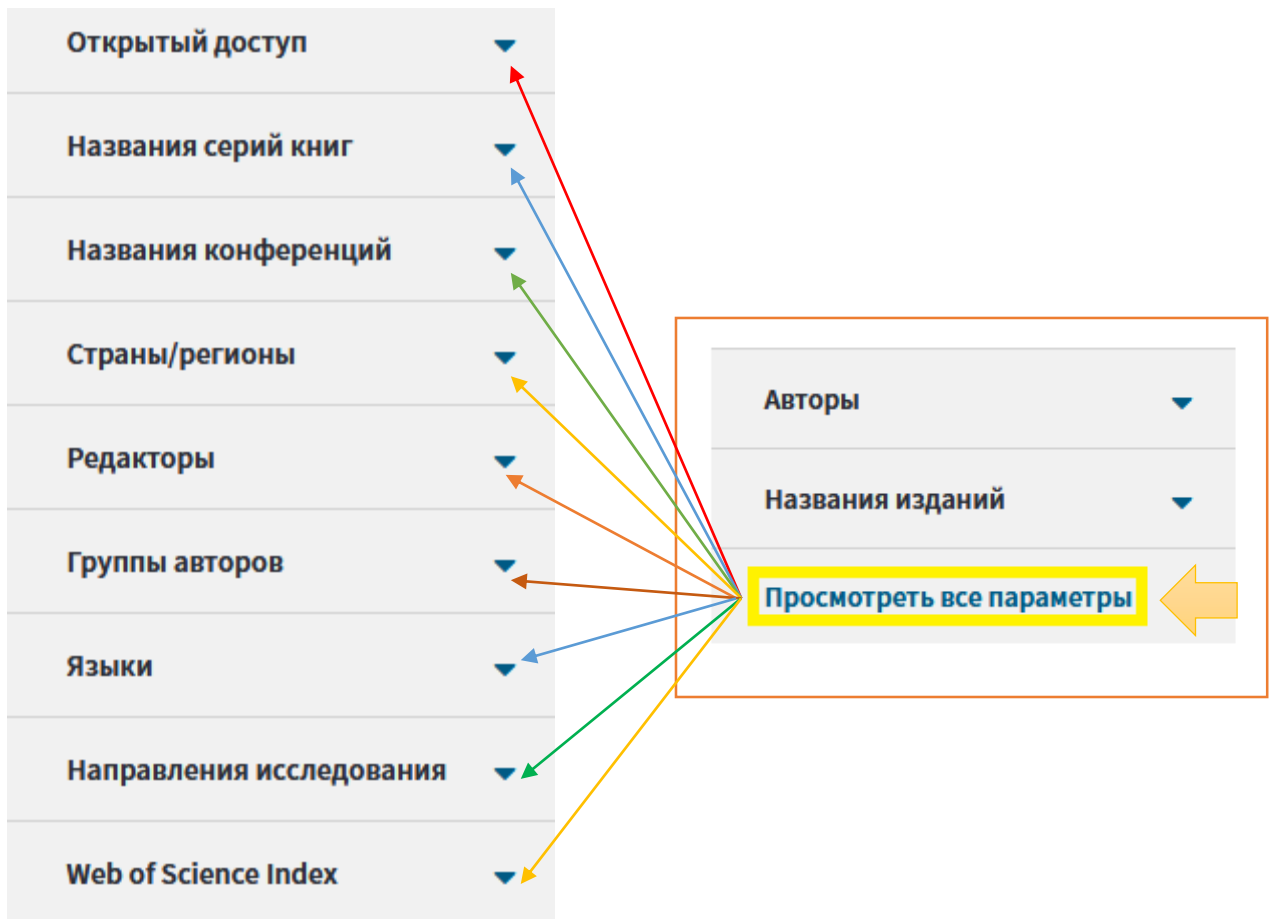 Открытый доступ
Названия серий книг
Названия конференций
Страны/регионы
Редакторы
Группы авторов
Языки
Направления исследования
Web of Science Index
Авторы
Названия изданий
Просмотреть все параметры